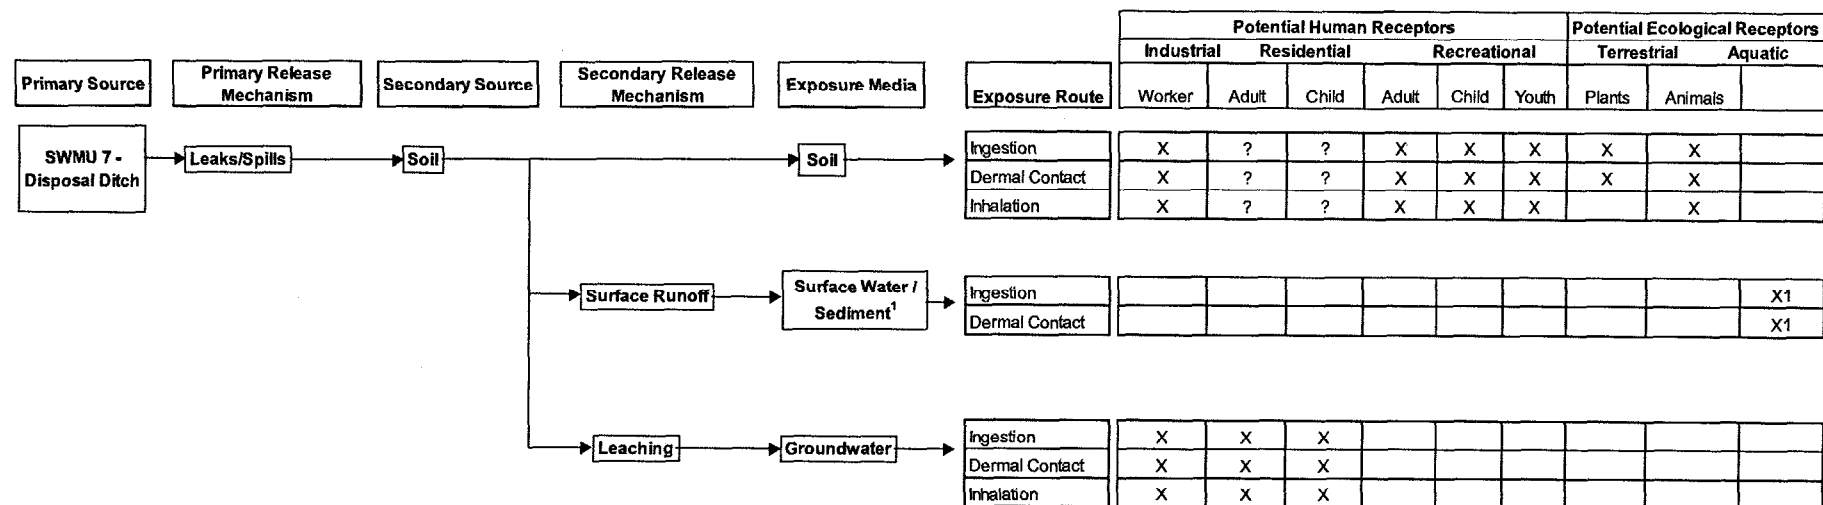 Potential Human Receptors Potential Ecological Receptors
Industrial Residential Recreational Terrestrial Aquatic
Primary Source
Primary Release
Mechanism
Secondary Source
Secondary Release
Mechanism
Exposure Media
Exposure Route Worker Adult Child Adult Child Youth Plants Animals
SWMU 7 -
Disposal Ditch
Leaks/Spills
Soil
Soil
Ingestion X ? ? X X X X X
Dermal Contact X ? ? X X X X X
Inhalation X ? ? X X X X
Surface Runoff
Surface Water /
Sediment1
Ingestion X1
Dermal Contact X1
Leaching
Groundwater
Ingestion X X X
Dermal Contact X X X
Inhalation X X X